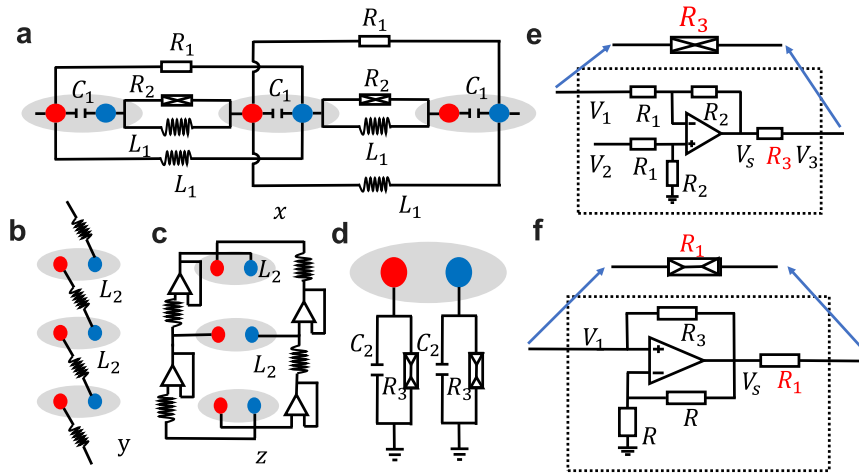 a
R₁
R₁
C₁
R₂
C₁
R₂
C₁
L₁
L₁
L₁
L₁
x
b
L₂
L₂
y
c
L₂
L₂
z
d
C₂
R₃
C₂
R₃
e
R₃
V₁
R₁
R₂
V₂
R₁
R₂
Vₛ
R₃
V₃
f
R₁
V₁
R₃
Vₛ
R₁
R
R